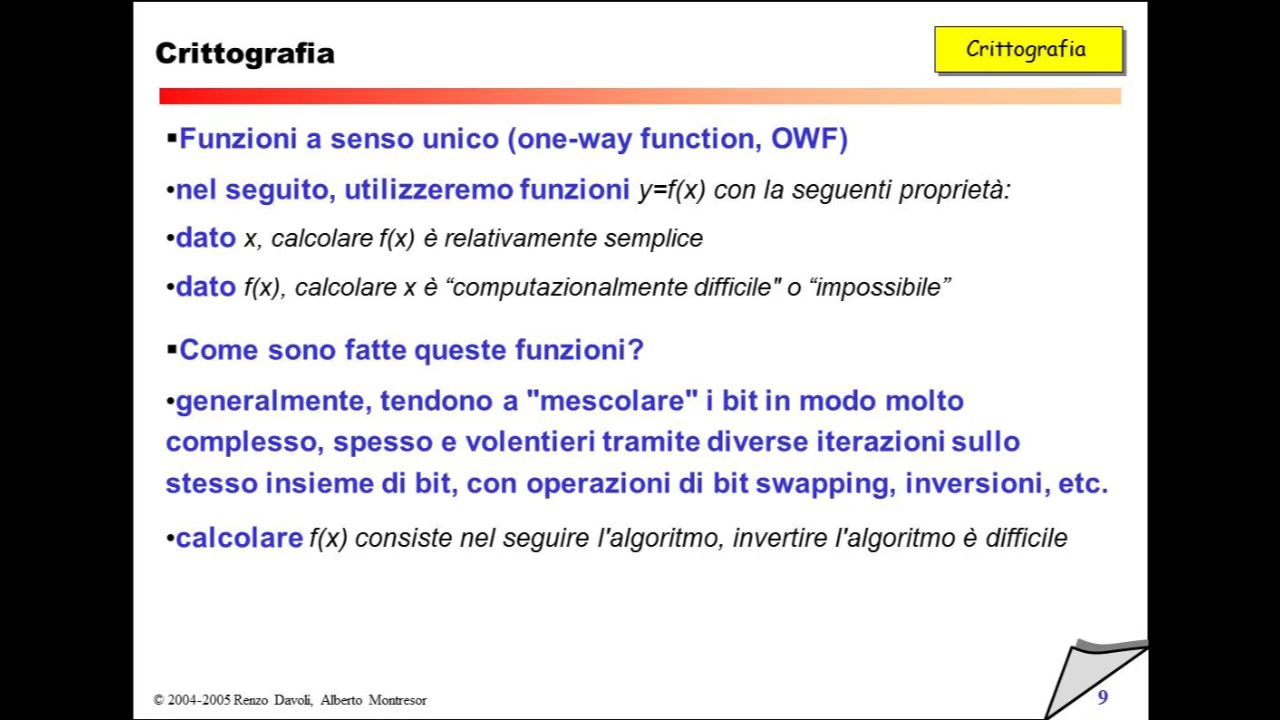 Crittografia
Crittografia
▪Funzioni a senso unico (one-way function, OWF)
•nel seguito, utilizzeremo funzioni y=f(x) con la seguenti proprietà:
•dato x, calcolare f(x) è relativamente semplice
•dato f(x), calcolare x è “computazionalmente difficile" o “impossibile”
▪Come sono fatte queste funzioni?
•generalmente, tendono a "mescolare" i bit in modo molto
complesso, spesso e volentieri tramite diverse iterazioni sullo
stesso insieme di bit, con operazioni di bit swapping, inversioni, etc.
•calcolare f(x) consiste nel seguire l'algoritmo, invertire l'algoritmo è difficile
© 2004-2005 Renzo Davoli, Alberto Montresor
9